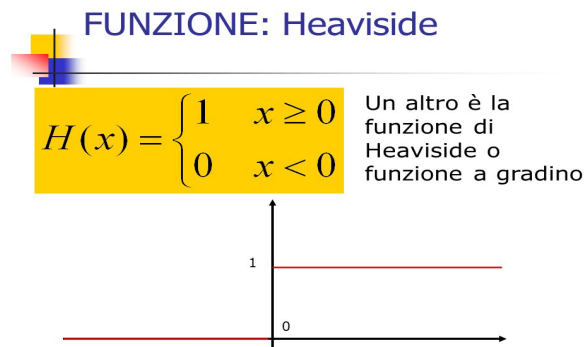 FUNZIONE: Heaviside
H(x) = { 1 x ≥ 0
0 x < 0
Un altro è la
funzione di
Heaviside o
funzione a gradino
1
0